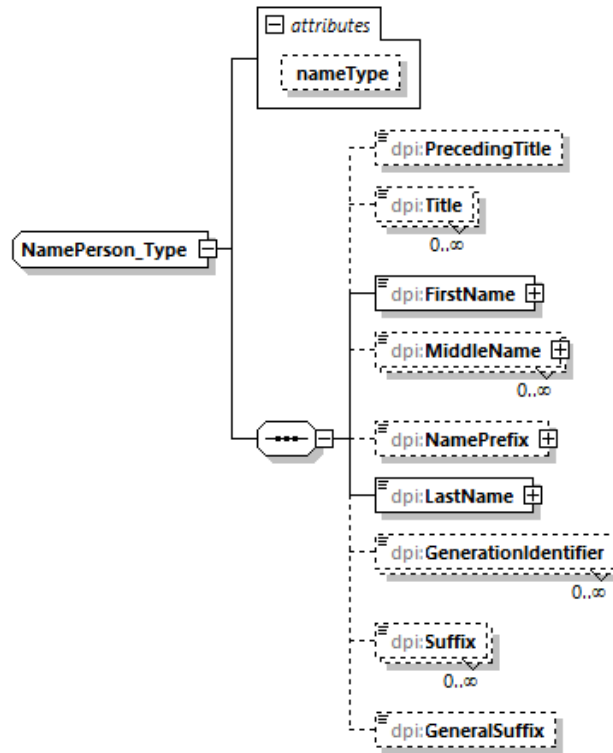 attributes
nameType
dpi:PrecedingTitle
dpi:Title
0..∞
NamePerson_Type
dpi:FirstName
dpi:MiddleName
0..∞
dpi:NamePrefix
dpi:LastName
dpi:GenerationIdentifier
0..∞
dpi:Suffix
0..∞
dpi:GeneralSuffix